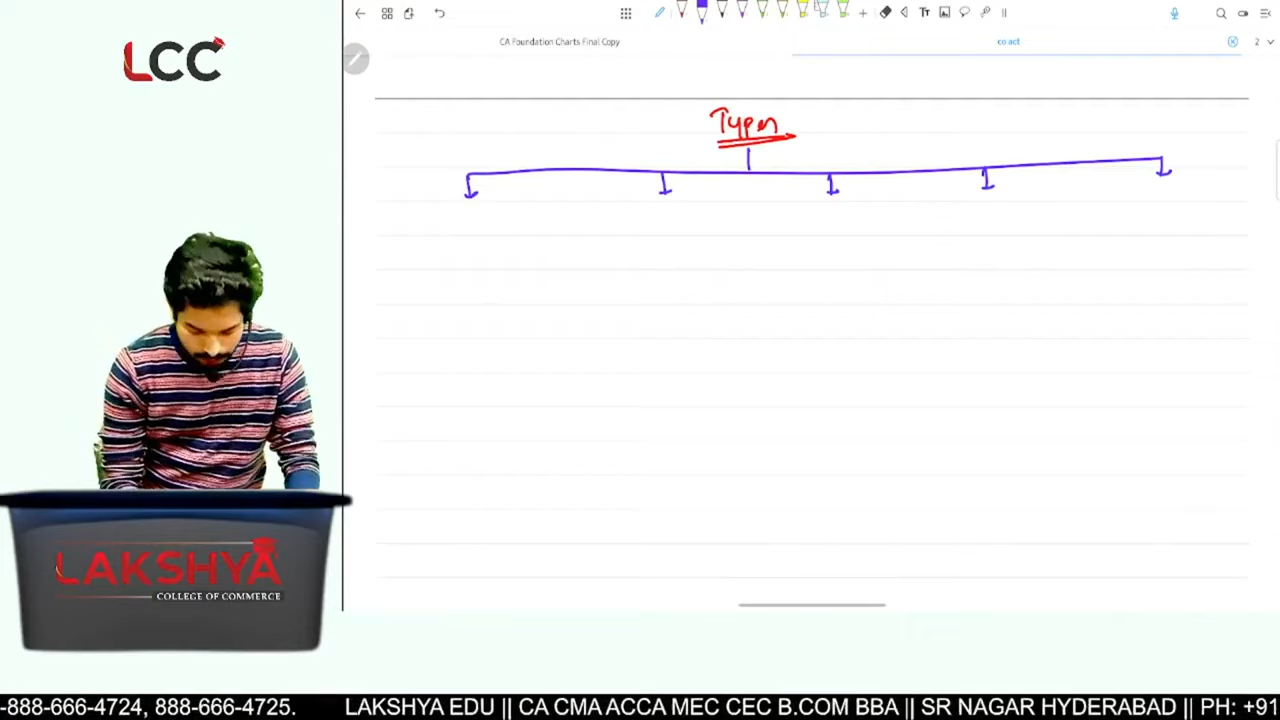 LCC
CA Foundation Charts Final Copy
co act
2
Types
LAKSHYA
COLLEGE OF COMMERCE
-888-666-4724, 888-666-4725. LAKSHYA EDU || CA CMA ACCA MEC CEC B.COM BBA || SR NAGAR HYDERABAD || PH: +91